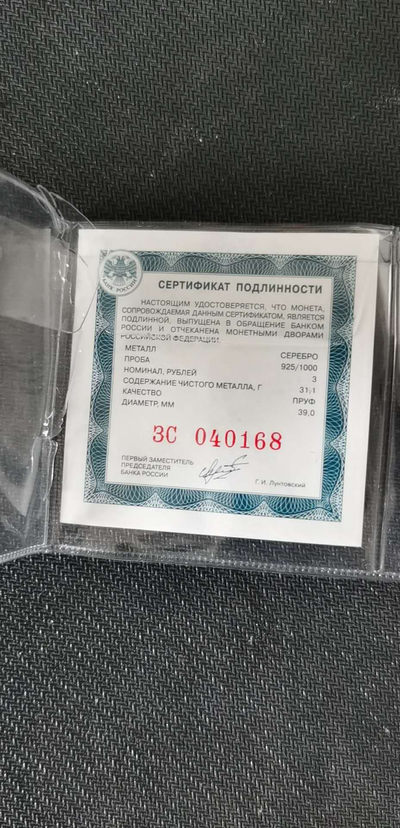 БАНК РОССИИ
СЕРТИФИКАТ ПОДЛИННОСТИ
НАСТОЯЩИМ УДОСТОВЕРЯЕТСЯ, ЧТО МОНЕТА,
СОПРОВОЖДАЕМАЯ ДАННЫМ СЕРТИФИКАТОМ, ЯВЛЯЕТСЯ
ПОДЛИННОЙ, ВЫПУЩЕНА В ОБРАЩЕНИЕ БАНКОМ
РОССИИ И ОТЧЕКАНЕНА МОНЕТНЫМИ ДВОРАМИ
РОССИЙСКОЙ ФЕДЕРАЦИИ.
МЕТАЛЛ СЕРЕБРО
ПРОБА 925/1000
НОМИНАЛ, РУБЛЕЙ 3
СОДЕРЖАНИЕ ЧИСТОГО МЕТАЛЛА, Г 31,1
КАЧЕСТВО ПРУФ
ДИАМЕТР, ММ 39,0
ЗС 040168
ПЕРВЫЙ ЗАМЕСТИТЕЛЬ
ПРЕДСЕДАТЕЛЯ
БАНКА РОССИИ
Г. И. Лунтовский